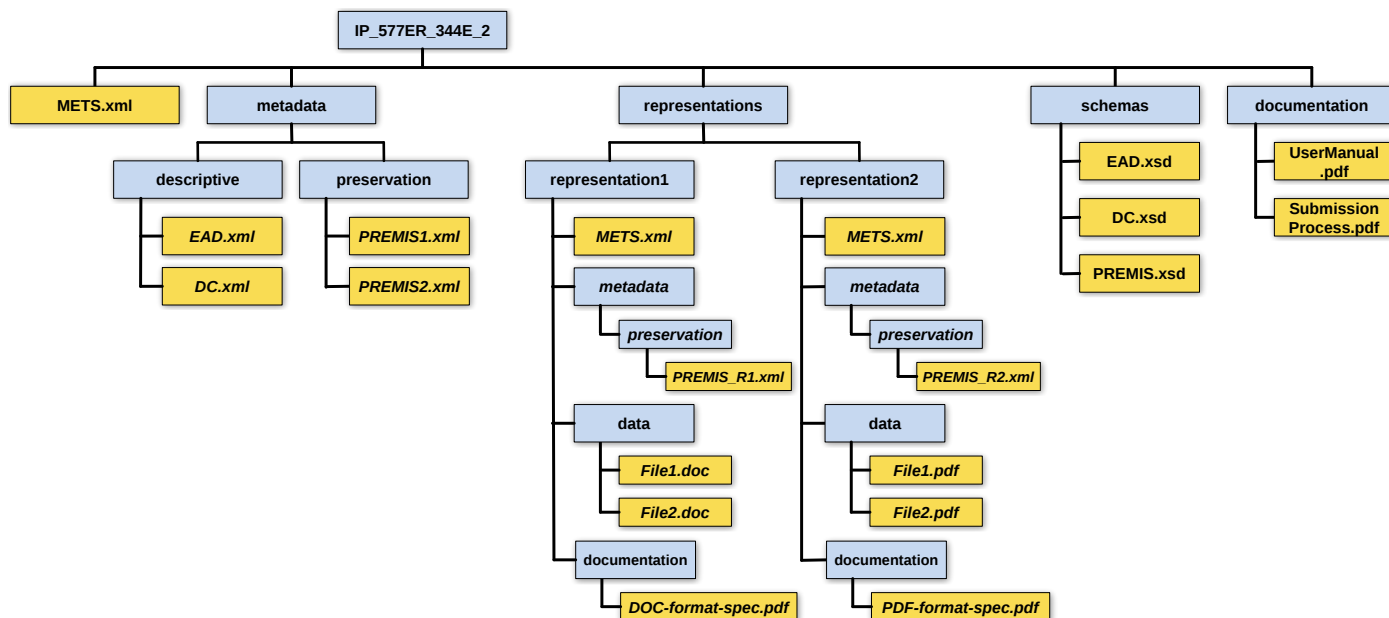 IP_577ER_344E_2
METS.xml
metadata
representations
schemas
documentation
descriptive
preservation
representation1
representation2
EAD.xsd
UserManual
.pdf
EAD.xml
PREMIS1.xml
METS.xml
METS.xml
DC.xsd
Submission
Process.pdf
DC.xml
PREMIS2.xml
metadata
metadata
PREMIS.xsd
preservation
preservation
PREMIS_R1.xml
PREMIS_R2.xml
data
data
File1.doc
File1.pdf
File2.doc
File2.pdf
documentation
documentation
DOC-format-spec.pdf
PDF-format-spec.pdf